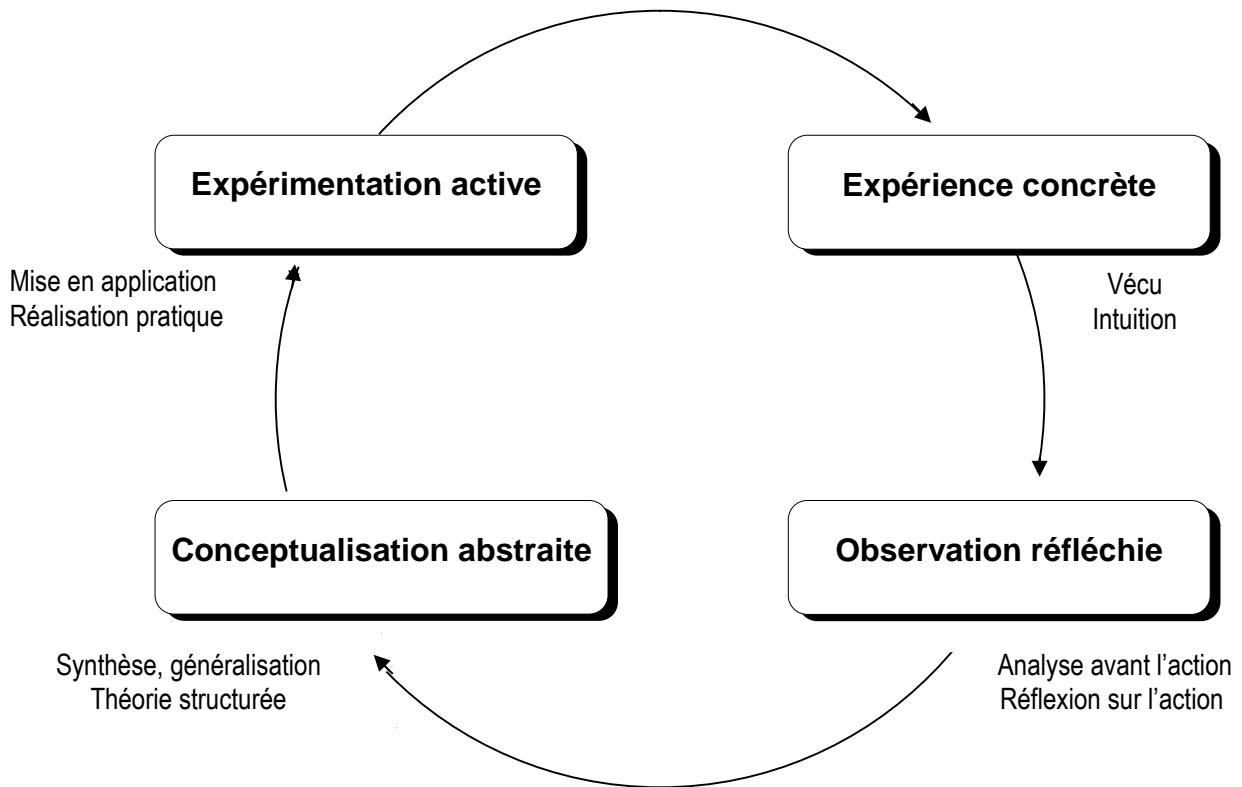 Expérimentation active
Expérience concrète
Mise en application
Réalisation pratique
Vécu
Intuition
Conceptualisation abstraite
Observation réfléchie
Synthèse, généralisation
Théorie structurée
Analyse avant l’action
Réflexion sur l’action